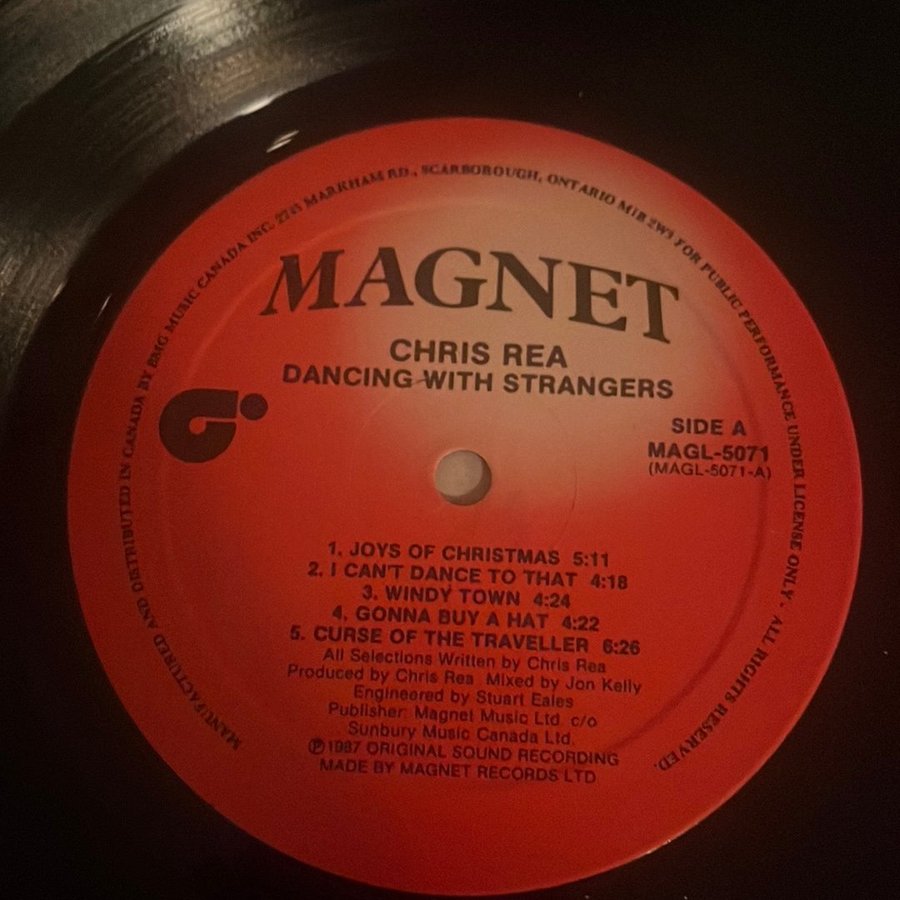 MANUFACTURED AND DISTRIBUTED IN CANADA BY BMG MUSIC CANADA INC. 2245 MARKHAM RD., SCARBOROUGH, ONTARIO M1B 2W3 FOR PUBLIC PERFORMANCE UNDER LICENSE ONLY. ALL RIGHTS RESERVED.
MAGNET
CHRIS REA
DANCING WITH STRANGERS
SIDE A
MAGL-5071
(MAGL-5071-A)
1. JOYS OF CHRISTMAS 5:11
2. I CAN'T DANCE TO THAT 4:18
3. WINDY TOWN 4:24
4. GONNA BUY A HAT 4:22
5. CURSE OF THE TRAVELLER 6:26
All Selections Written by Chris Rea
Produced by Chris Rea Mixed by Jon Kelly
Engineered by Stuart Eales
Publisher: Magnet Music Ltd. c/o
Sunbury Music Canada Ltd.
℗1987 ORIGINAL SOUND RECORDING
MADE BY MAGNET RECORDS LTD